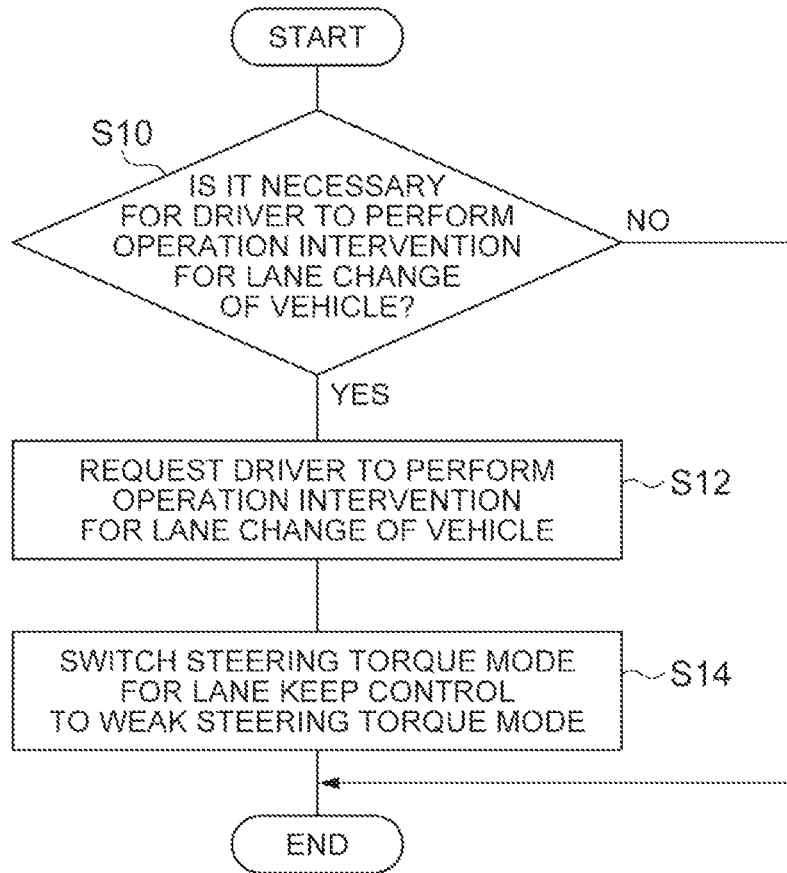 START
S10
IS IT NECESSARY
FOR DRIVER TO PERFORM
OPERATION INTERVENTION
FOR LANE CHANGE
OF VEHICLE?
NO
YES
REQUEST DRIVER TO PERFORM
OPERATION INTERVENTION
FOR LANE CHANGE OF VEHICLE
S12
SWITCH STEERING TORQUE MODE
FOR LANE KEEP CONTROL
TO WEAK STEERING TORQUE MODE
S14
END